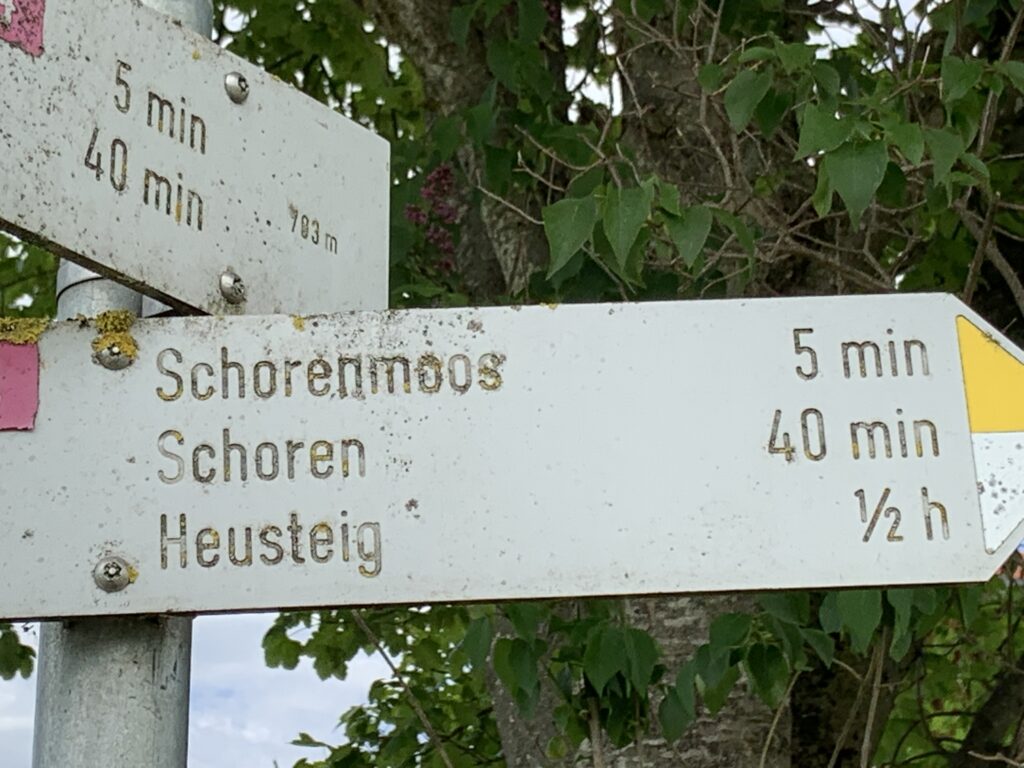 5 min
40 min
703 m
Schorenmoos 5 min
Schoren 40 min
Heusteig ½ h